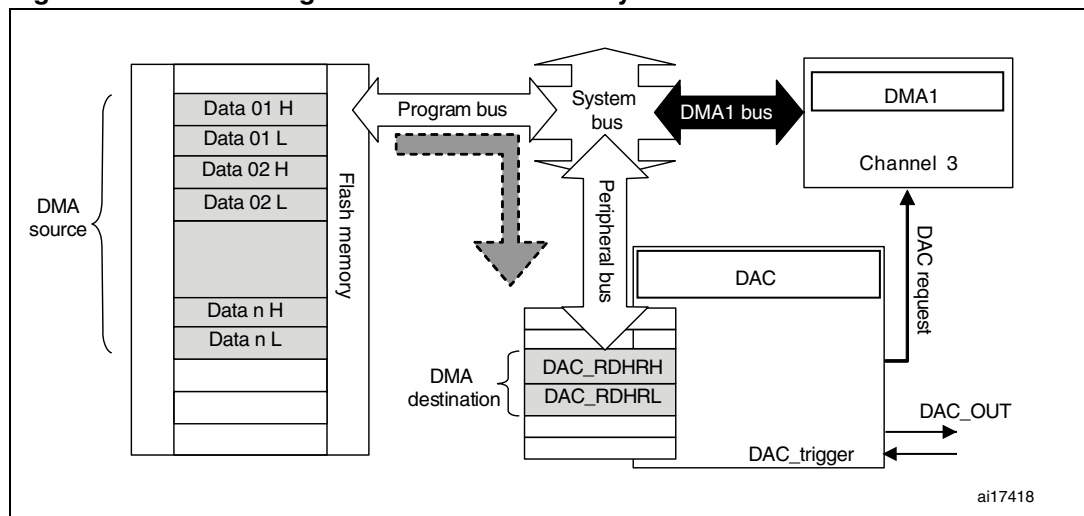 Data 01 H
Data 01 L
Data 02 H
Data 02 L
Data n H
Data n L
DMA
source
Flash memory
Program bus
System
bus
DMA1 bus
DMA1
Channel 3
Peripheral bus
DAC request
DAC
DMA
destination
DAC_RDHRH
DAC_RDHRL
DAC_OUT
DAC_trigger
ai17418